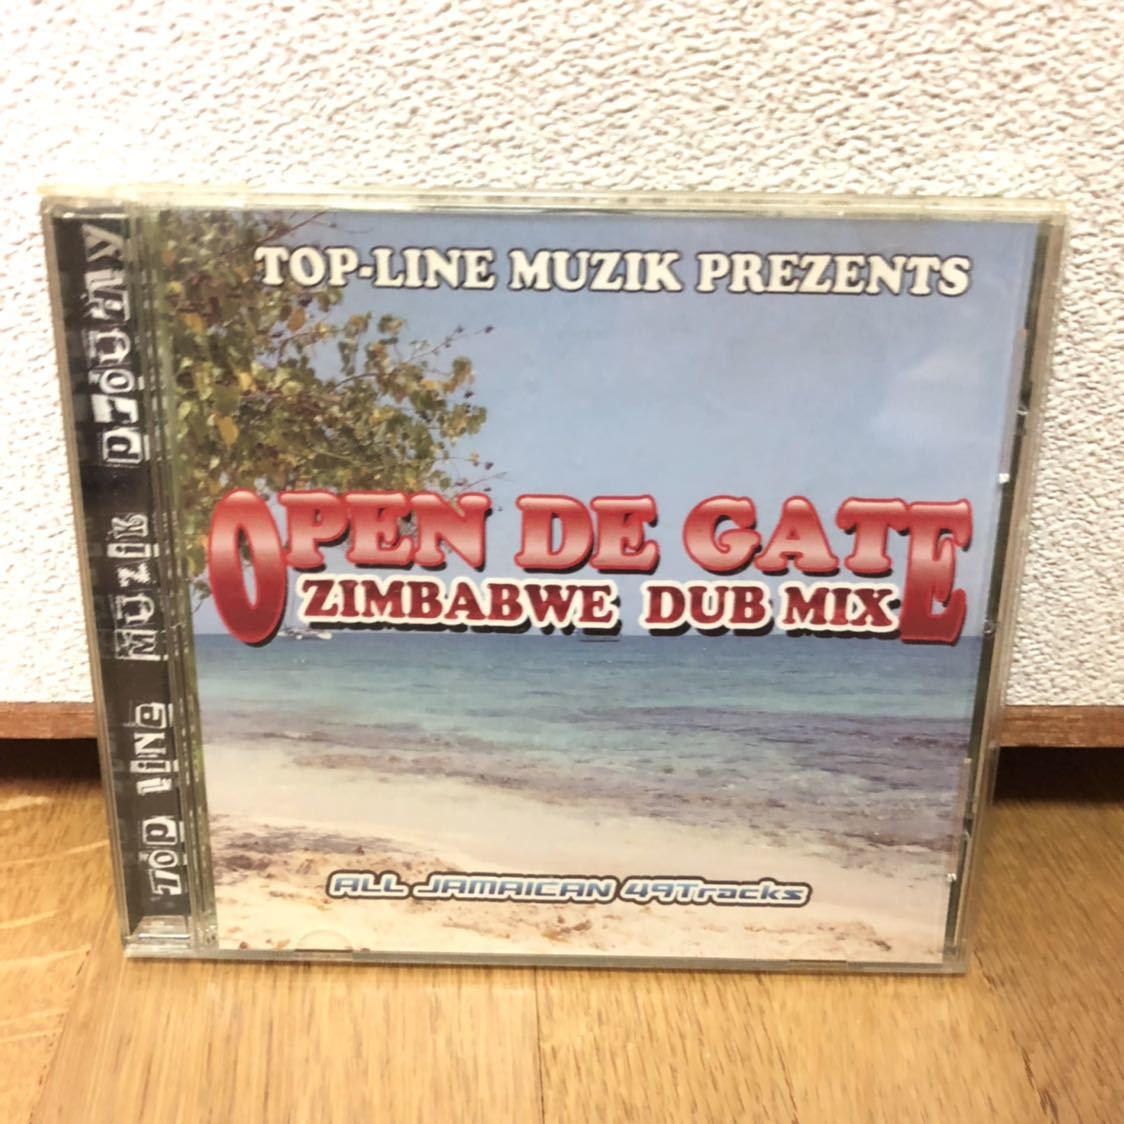 TOP-LINE MUZIK PREZENTS
OPEN DE GATE
ZIMBABWE DUB MIX
ALL JAMAICAN 49Tracks
Top Line Muzik proudly